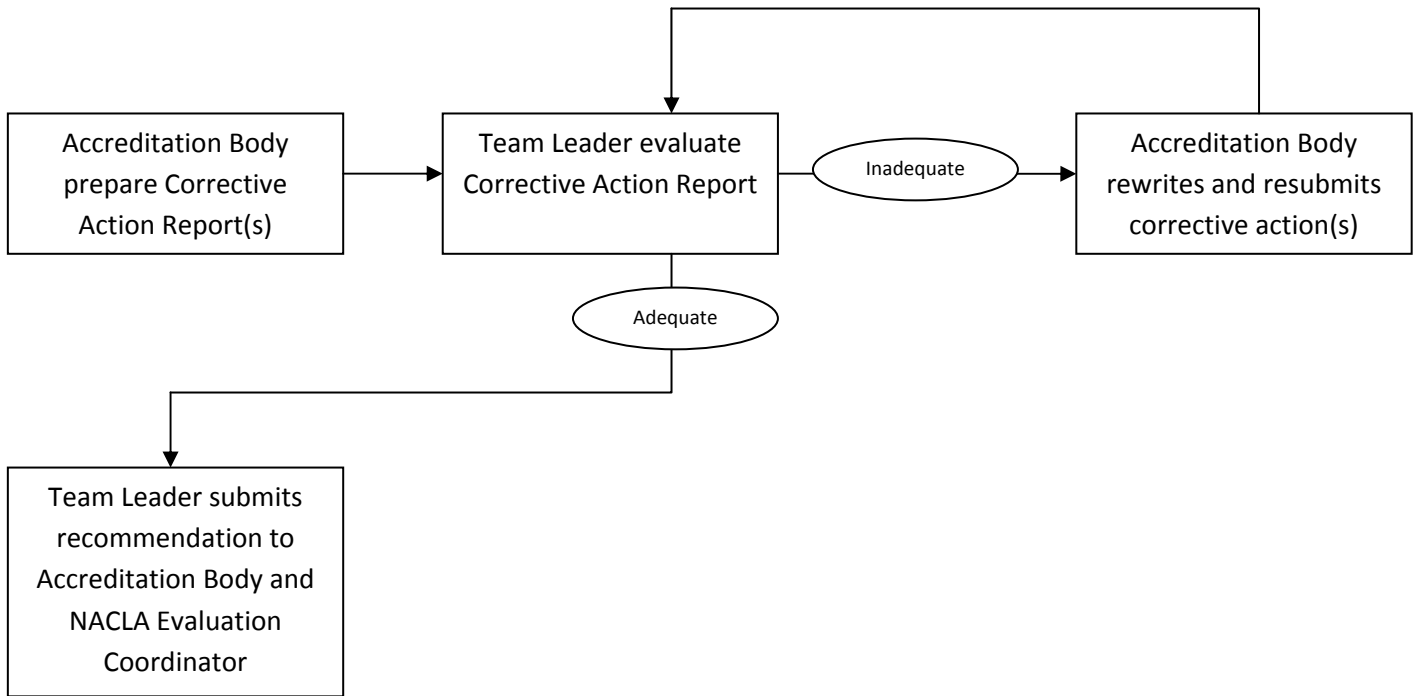 Accreditation Body
prepare Corrective
Action Report(s)
Team Leader evaluate
Corrective Action Report
Inadequate
Accreditation Body
rewrites and resubmits
corrective action(s)
Adequate
Team Leader submits
recommendation to
Accreditation Body and
NACLA Evaluation
Coordinator